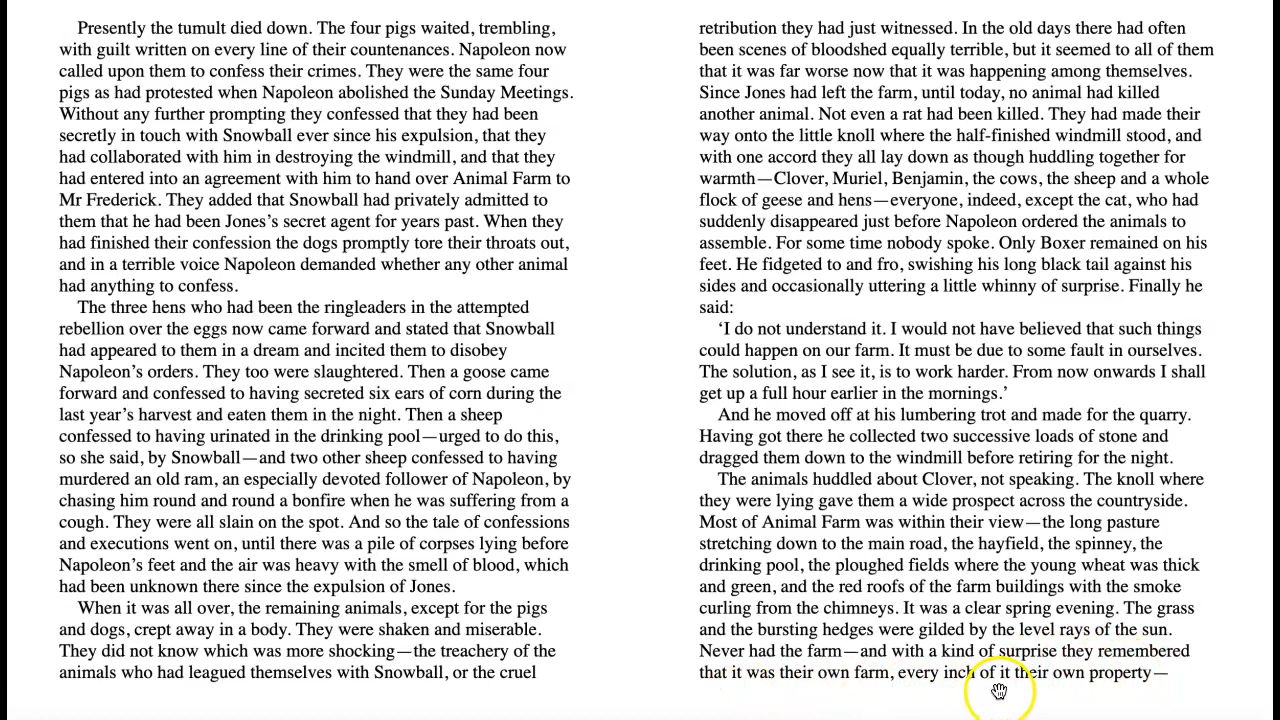 Presently the tumult died down. The four pigs waited, trembling,
with guilt written on every line of their countenances. Napoleon now
called upon them to confess their crimes. They were the same four
pigs as had protested when Napoleon abolished the Sunday Meetings.
Without any further prompting they confessed that they had been
secretly in touch with Snowball ever since his expulsion, that they
had collaborated with him in destroying the windmill, and that they
had entered into an agreement with him to hand over Animal Farm to
Mr Frederick. They added that Snowball had privately admitted to
them that he had been Jones’s secret agent for years past. When they
had finished their confession the dogs promptly tore their throats out,
and in a terrible voice Napoleon demanded whether any other animal
had anything to confess.
The three hens who had been the ringleaders in the attempted
rebellion over the eggs now came forward and stated that Snowball
had appeared to them in a dream and incited them to disobey
Napoleon’s orders. They too were slaughtered. Then a goose came
forward and confessed to having secreted six ears of corn during the
last year’s harvest and eaten them in the night. Then a sheep
confessed to having urinated in the drinking pool—urged to do this,
so she said, by Snowball—and two other sheep confessed to having
murdered an old ram, an especially devoted follower of Napoleon, by
chasing him round and round a bonfire when he was suffering from a
cough. They were all slain on the spot. And so the tale of confessions
and executions went on, until there was a pile of corpses lying before
Napoleon’s feet and the air was heavy with the smell of blood, which
had been unknown there since the expulsion of Jones.
When it was all over, the remaining animals, except for the pigs
and dogs, crept away in a body. They were shaken and miserable.
They did not know which was more shocking—the treachery of the
animals who had leagued themselves with Snowball, or the cruel
retribution they had just witnessed. In the old days there had often
been scenes of bloodshed equally terrible, but it seemed to all of them
that it was far worse now that it was happening among themselves.
Since Jones had left the farm, until today, no animal had killed
another animal. Not even a rat had been killed. They had made their
way onto the little knoll where the half-finished windmill stood, and
with one accord they all lay down as though huddling together for
warmth—Clover, Muriel, Benjamin, the cows, the sheep and a whole
flock of geese and hens—everyone, indeed, except the cat, who had
suddenly disappeared just before Napoleon ordered the animals to
assemble. For some time nobody spoke. Only Boxer remained on his
feet. He fidgeted to and fro, swishing his long black tail against his
sides and occasionally uttering a little whinny of surprise. Finally he
said:
‘I do not understand it. I would not have believed that such things
could happen on our farm. It must be due to some fault in ourselves.
The solution, as I see it, is to work harder. From now onwards I shall
get up a full hour earlier in the mornings.’
And he moved off at his lumbering trot and made for the quarry.
Having got there he collected two successive loads of stone and
dragged them down to the windmill before retiring for the night.
The animals huddled about Clover, not speaking. The knoll where
they were lying gave them a wide prospect across the countryside.
Most of Animal Farm was within their view—the long pasture
stretching down to the main road, the hayfield, the spinney, the
drinking pool, the ploughed fields where the young wheat was thick
and green, and the red roofs of the farm buildings with the smoke
curling from the chimneys. It was a clear spring evening. The grass
and the bursting hedges were gilded by the level rays of the sun.
Never had the farm—and with a kind of surprise they remembered
that it was their own farm, every inch of it their own property—